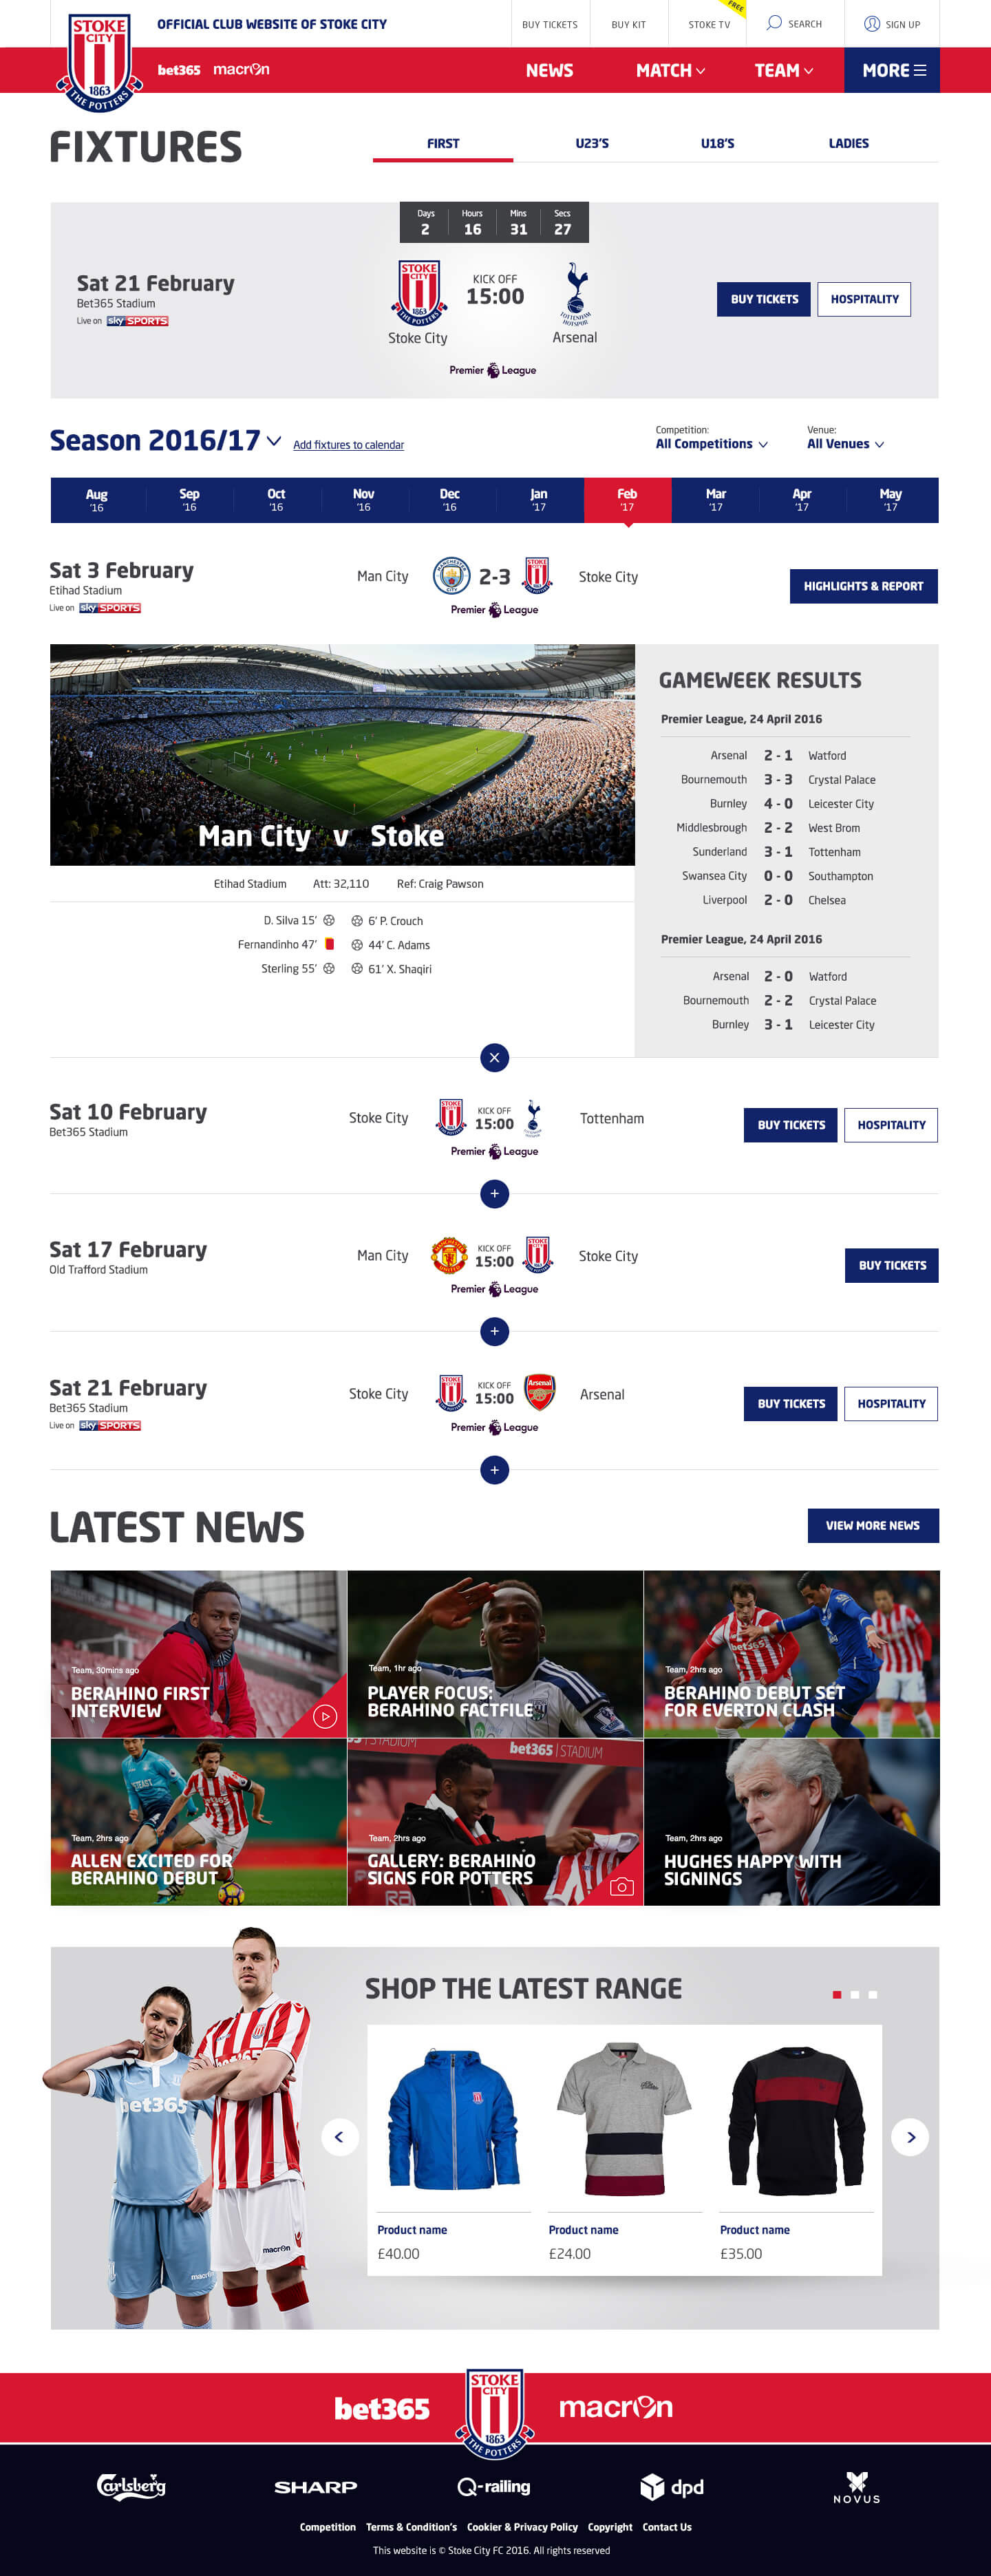 OFFICIAL CLUB WEBSITE OF STOKE CITY
BUY TICKETS
BUY KIT
STOKE TV
FREE
SEARCH
SIGN UP
STOKE
CITY
1863
THE POTTERS
bet365
macron
NEWS
MATCH
TEAM
MORE
FIXTURES
FIRST
U23'S
U18'S
LADIES
Days
Hours
Mins
Secs
2
16
31
27
Sat 21 February
Bet365 Stadium
Live on sky SPORTS
STOKE
CITY
1863
THE POTTERS
KICK OFF
15:00
TOTTENHAM
HOTSPUR
Stoke City
Arsenal
Premier League
BUY TICKETS
HOSPITALITY
Season 2016/17
Add fixtures to calendar
Competition:
All Competitions
Venue:
All Venues
Aug '16
Sep '16
Oct '16
Nov '16
Dec '16
Jan '17
Feb '17
Mar '17
Apr '17
May '17
Sat 3 February
Etihad Stadium
Live on sky SPORTS
Man City
2-3
Stoke City
Premier League
HIGHLIGHTS & REPORT
Man City v Stoke
Etihad Stadium
Att: 32,110
Ref: Craig Pawson
D. Silva 15'
6' P. Crouch
Fernandinho 47'
44' C. Adams
Sterling 55'
61' X. Shaqiri
GAMEWEEK RESULTS
Premier League, 24 April 2016
Arsenal 2 - 1 Watford
Bournemouth 3 - 3 Crystal Palace
Burnley 4 - 0 Leicester City
Middlesbrough 2 - 2 West Brom
Sunderland 3 - 1 Tottenham
Swansea City 0 - 0 Southampton
Liverpool 2 - 0 Chelsea
Premier League, 24 April 2016
Arsenal 2 - 0 Watford
Bournemouth 2 - 2 Crystal Palace
Burnley 3 - 1 Leicester City
Sat 10 February
Bet365 Stadium
Stoke City
KICK OFF
15:00
Tottenham
Premier League
BUY TICKETS
HOSPITALITY
Sat 17 February
Old Trafford Stadium
Man City
KICK OFF
15:00
Stoke City
Premier League
BUY TICKETS
Sat 21 February
Bet365 Stadium
Live on sky SPORTS
Stoke City
KICK OFF
15:00
Arsenal
Arsenal
Premier League
BUY TICKETS
HOSPITALITY
LATEST NEWS
VIEW MORE NEWS
Team, 30mins ago
BERAHINO FIRST
INTERVIEW
Team, 1hr ago
PLAYER FOCUS:
BERAHINO FACTFILE
bet365
Team, 2hrs ago
BERAHINO DEBUT SET
FOR EVERTON CLASH
Team, 2hrs ago
ALLEN EXCITED FOR
BERAHINO DEBUT
bet365 STADIUM
Team, 2hrs ago
GALLERY: BERAHINO
SIGNS FOR POTTERS
Team, 2hrs ago
HUGHES HAPPY WITH
SIGNINGS
SHOP THE LATEST RANGE
bet365
macron
macron
Product name
£40.00
Product name
£24.00
Product name
£35.00
bet365
STOKE
CITY
1863
THE POTTERS
macron
Carlsberg
SHARP
Q-railing
dpd
NOVUS
Competition
Terms & Condition's
Cookier & Privacy Policy
Copyright
Contact Us
This website is © Stoke City FC 2016. All rights reserved